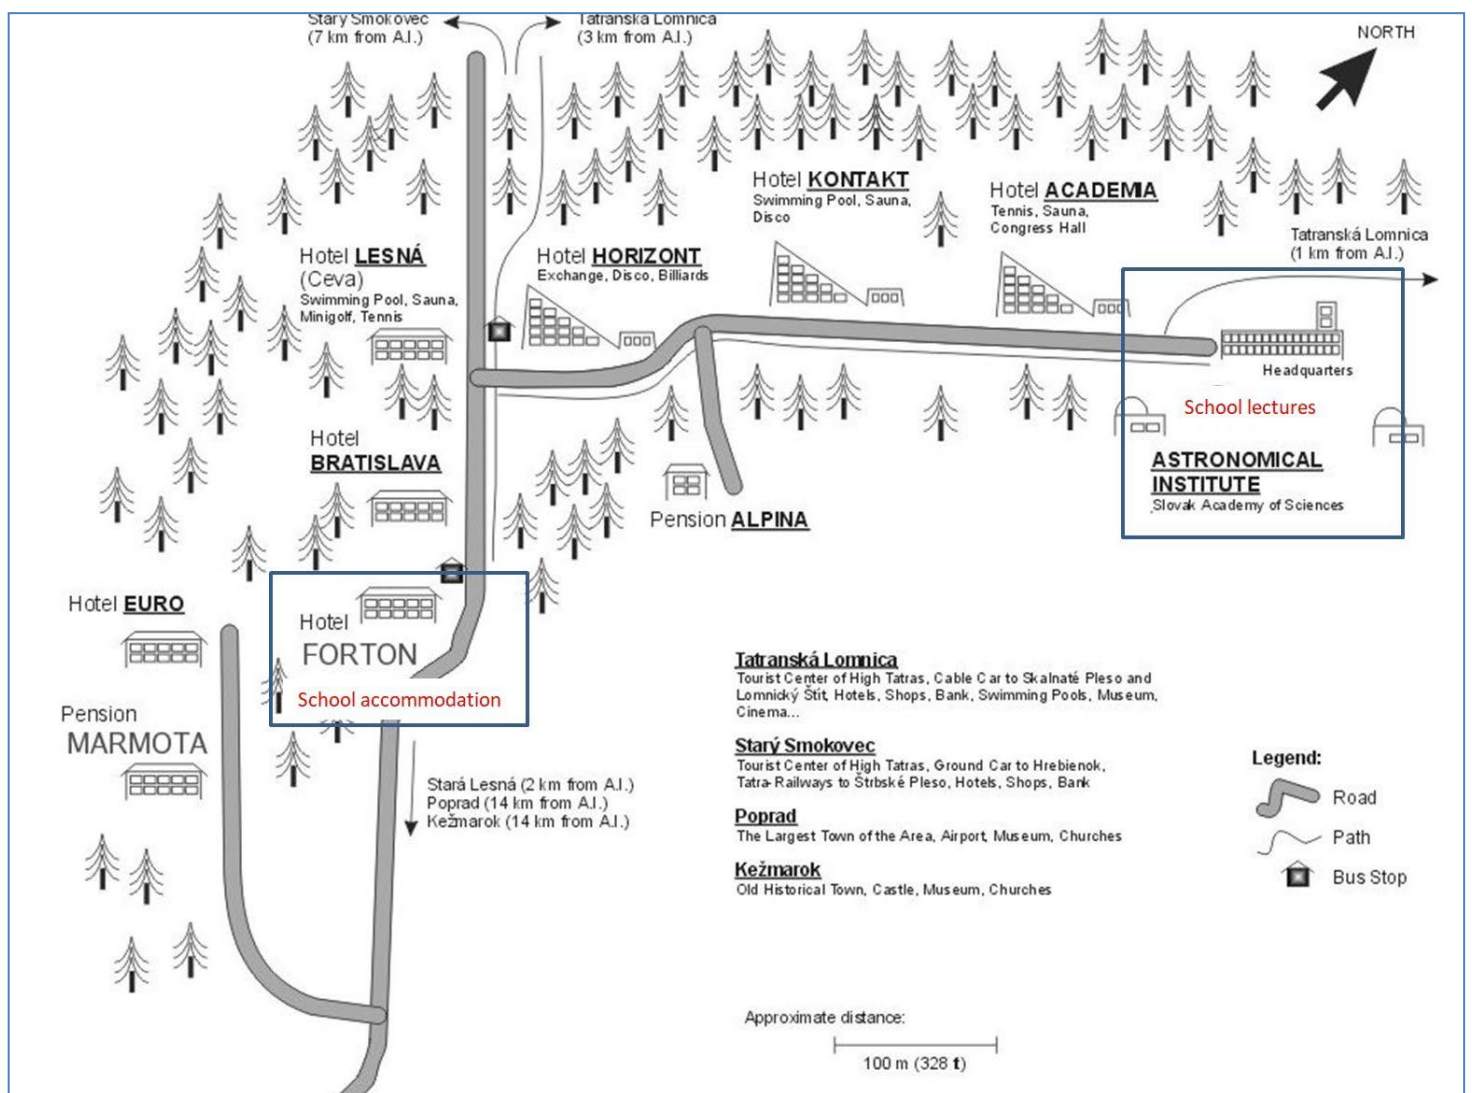 Starý Smokovec
(7 km from A.I.)
Tatranská Lomnica
(3 km from A.I.)
NORTH
Hotel KONTAKT
Swimming Pool, Sauna,
Disco
Hotel ACADEMIA
Tennis, Sauna,
Congress Hall
Tatranská Lomnica
(1 km from A.I.)
Hotel LESNÁ
(Ceva)
Swimming Pool, Sauna,
Minigolf, Tennis
Hotel HORIZONT
Exchange, Disco, Billiards
Headquarters
School lectures
Hotel
BRATISLAVA
ASTRONOMICAL
INSTITUTE
Slovak Academy of Sciences
Pension ALPINA
Hotel EURO
Hotel
FORTON
School accommodation
Pension
MARMOTA
Stará Lesná (2 km from A.I.)
Poprad (14 km from A.I.)
Kežmarok (14 km from A.I.)
Tatranská Lomnica
Tourist Center of High Tatras, Cable Car to Skalnaté Pleso and
Lomnický Štít, Hotels, Shops, Bank, Swimming Pools, Museum,
Cinema...
Starý Smokovec
Tourist Center of High Tatras, Ground Car to Hrebienok,
Tatra-Railways to Štrbské Pleso, Hotels, Shops, Bank
Poprad
The Largest Town of the Area, Airport, Museum, Churches
Kežmarok
Old Historical Town, Castle, Museum, Churches
Legend:
Road
Path
Bus Stop
Approximate distance:
100 m (328 ft)